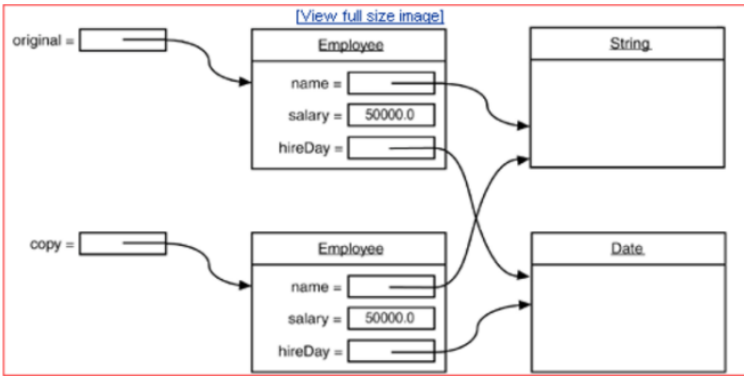 [View full size image]
original =
Employee
String
name =
salary = 50000.0
hireDay =
copy =
Employee
Date
name =
salary = 50000.0
hireDay =